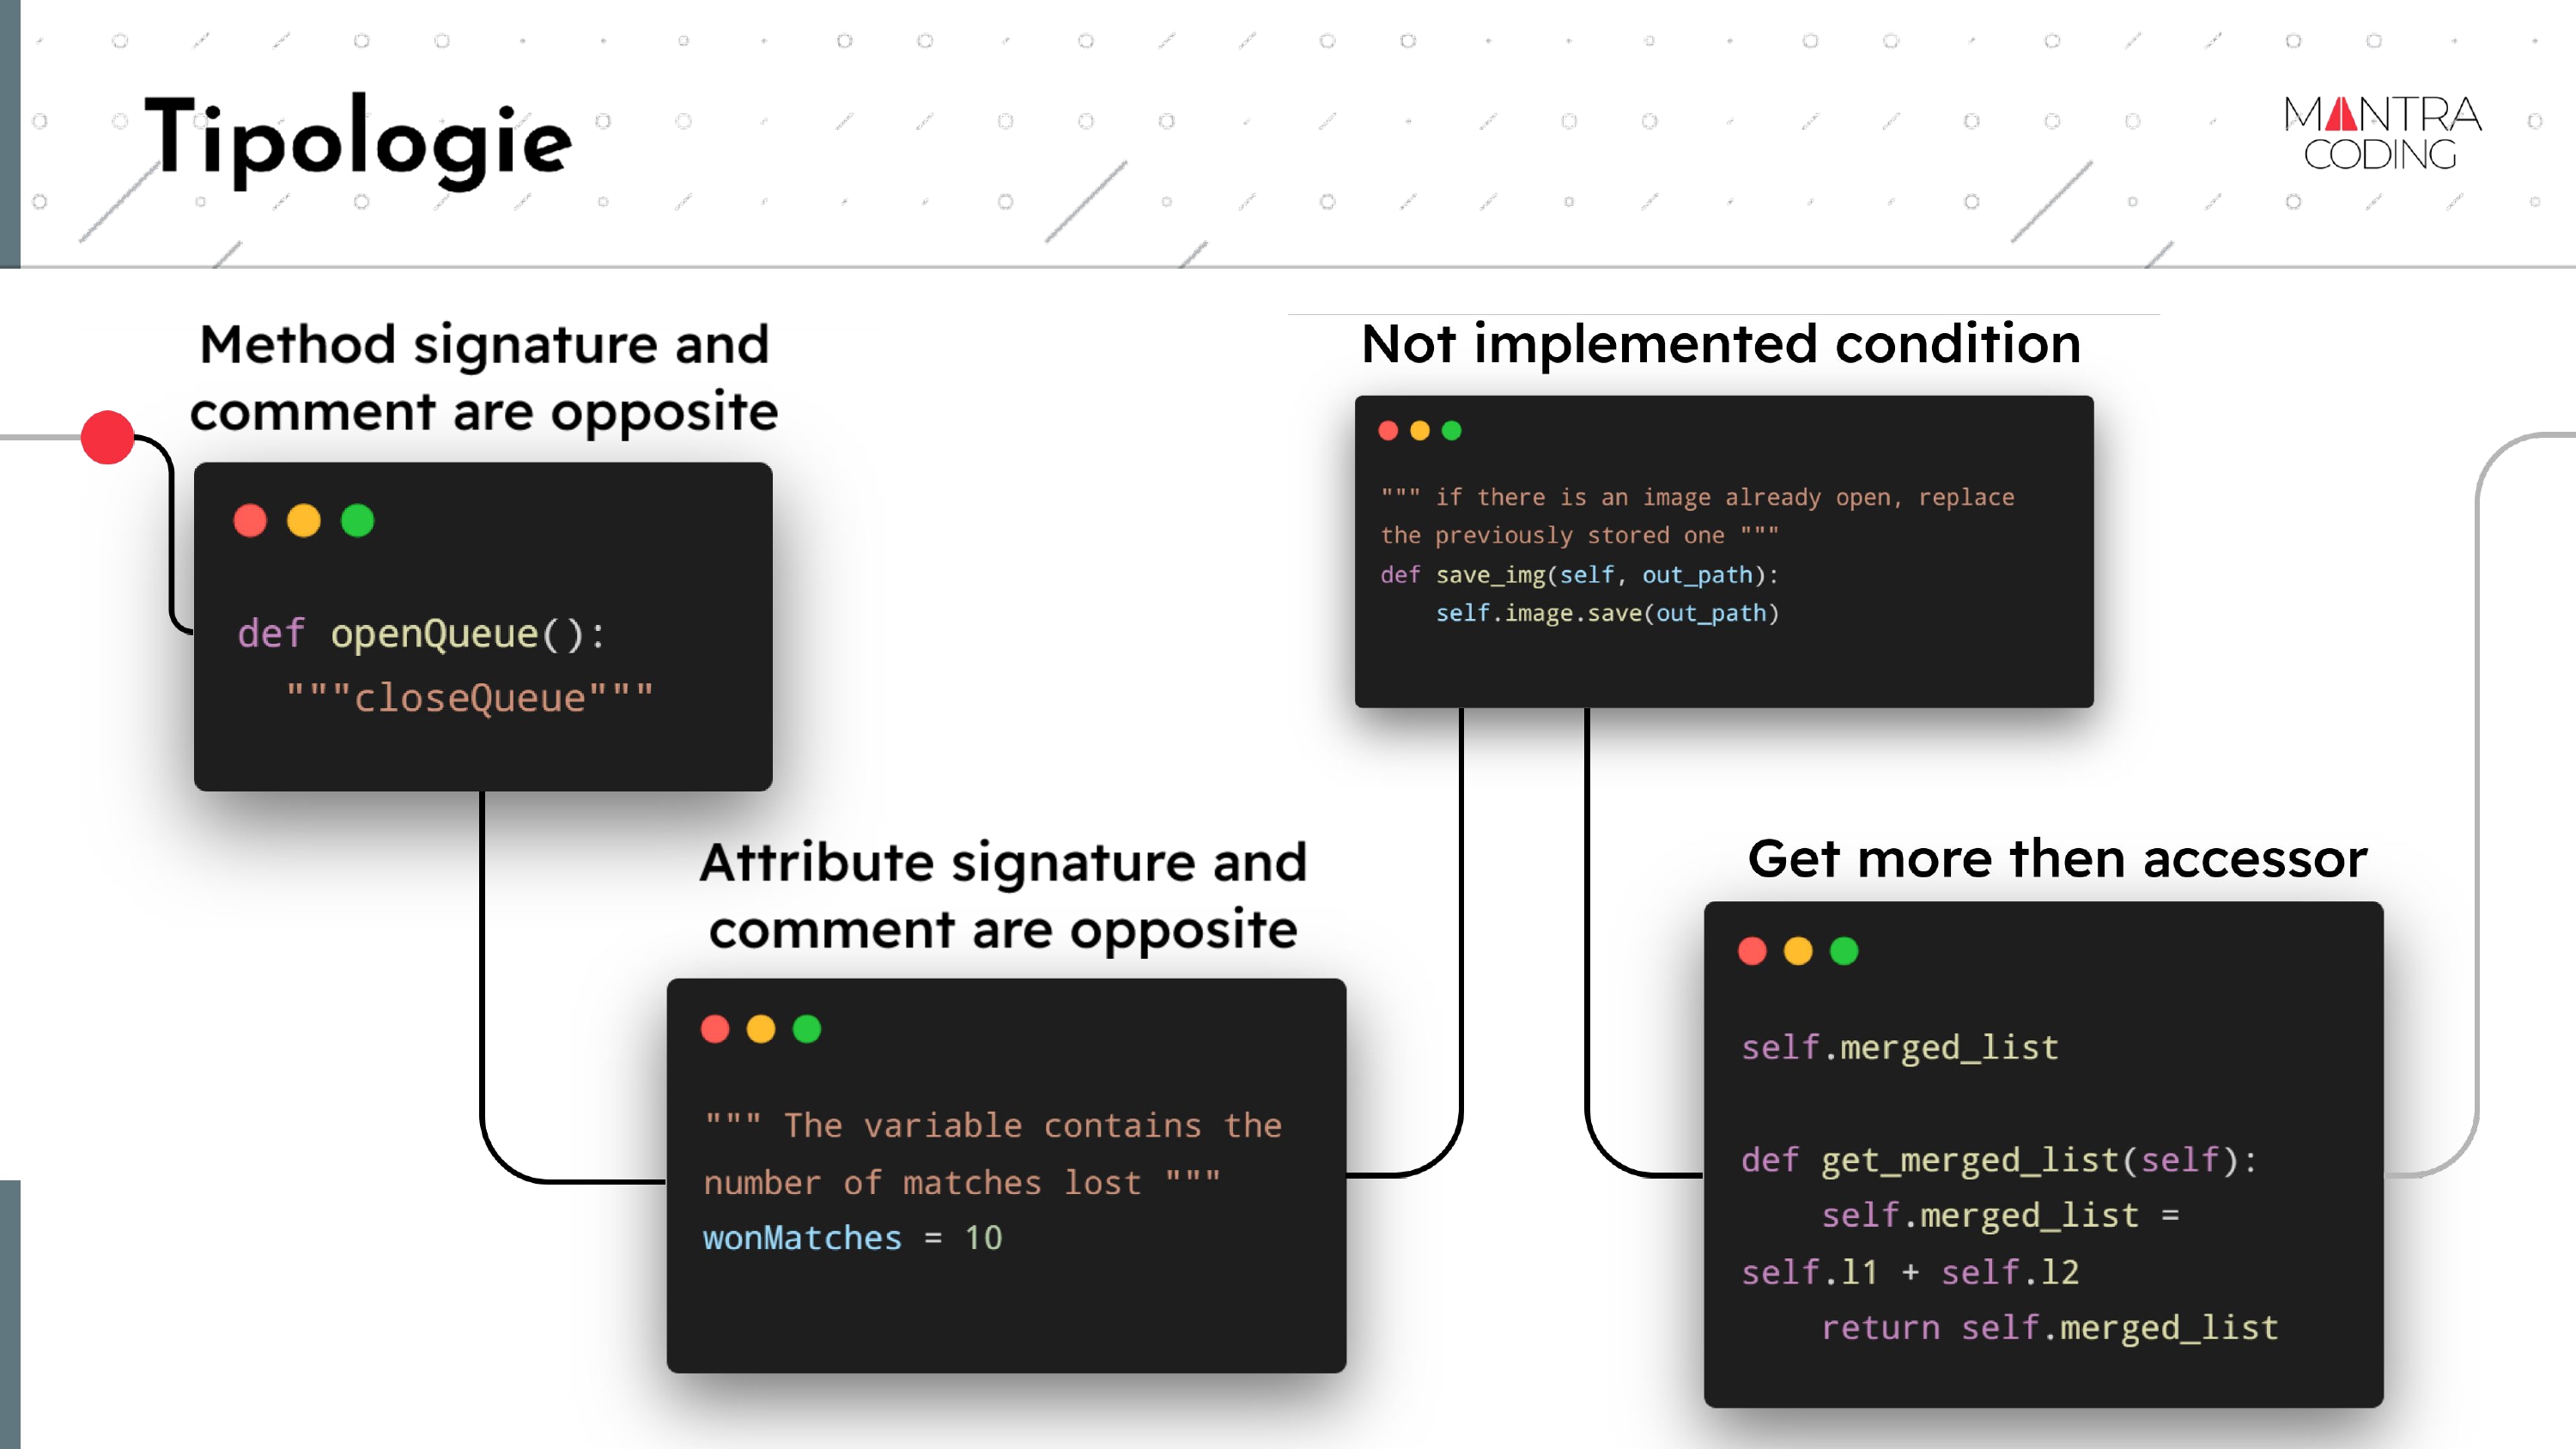 Tipologie
MANTRA
CODING
Method signature and
comment are opposite
def openQueue():
"""closeQueue"""
Attribute signature and
comment are opposite
""" The variable contains the
number of matches lost """
wonMatches = 10
Not implemented condition
""" if there is an image already open, replace
the previously stored one """
def save_img(self, out_path):
self.image.save(out_path)
Get more then accessor
self.merged_list
def get_merged_list(self):
self.merged_list =
self.l1 + self.l2
return self.merged_list